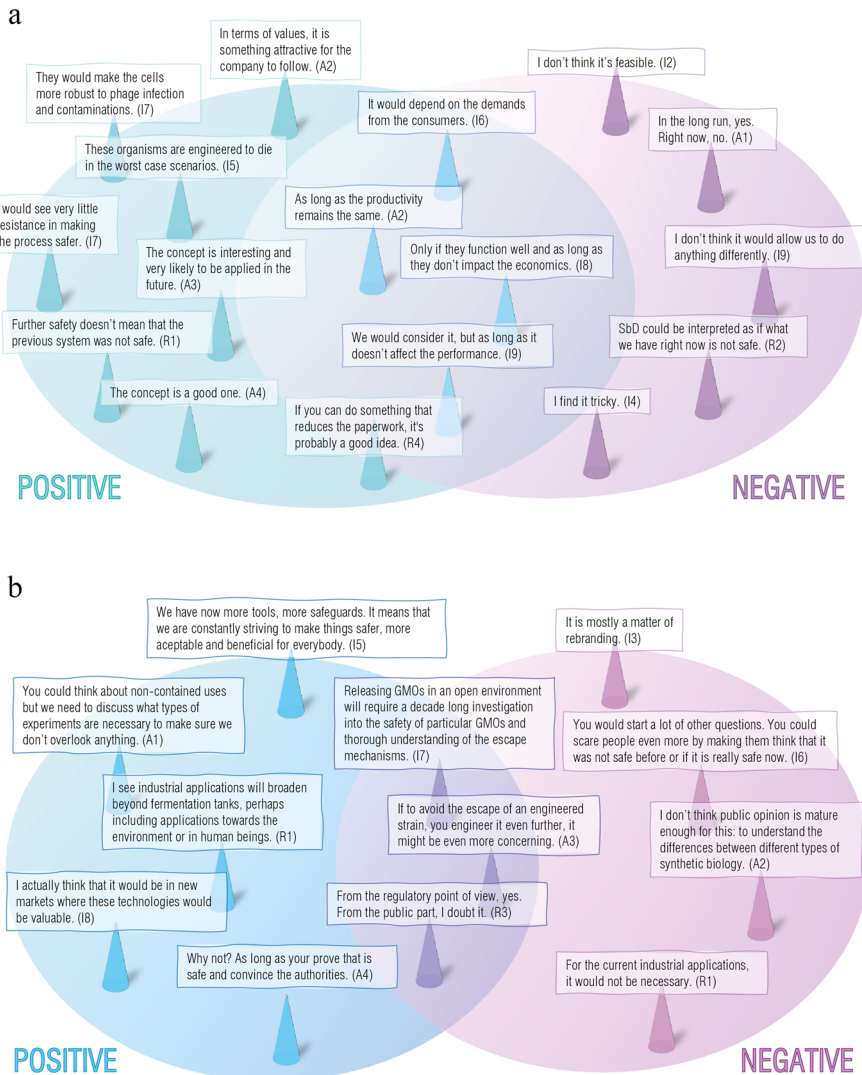 a
In terms of values, it is
something attractive for the
company to follow. (A2)
I don't think it's feasible. (I2)
They would make the cells
more robust to phage infection
and contaminations. (I7)
It would depend on the demands
from the consumers. (I6)
In the long run, yes.
Right now, no. (A1)
These organisms are engineered to die
in the worst case scenarios. (I5)
As long as the productivity
remains the same. (A2)
would see very little
esistance in making
he process safer. (I7)
I don't think it would allow us to do
anything differently. (I9)
The concept is interesting and
very likely to be applied in the
future. (A3)
Only if they function well and as long as
they don't impact the economics. (I8)
Further safety doesn't mean that the
previous system was not safe. (R1)
We would consider it, but as long as it
doesn't affect the performance. (I9)
SbD could be interpreted as if what
we have right now is not safe. (R2)
The concept is a good one. (A4)
If you can do something that
reduces the paperwork, it's
probably a good idea. (R4)
I find it tricky. (I4)
POSITIVE
NEGATIVE
b
We have now more tools, more safeguards. It means that
we are constantly striving to make things safer, more
aceptable and beneficial for everybody. (I5)
It is mostly a matter of
rebranding. (I3)
You could think about non-contained uses
but we need to discuss what types of
experiments are necessary to make sure we
don't overlook anything. (A1)
Releasing GMOs in an open environment
will require a decade long investigation
into the safety of particular GMOs and
thorough understanding of the escape
mechanisms. (I7)
You would start a lot of other questions. You could
scare people even more by making them think that it
was not safe before or if it is really safe now. (I6)
I see industrial applications will broaden
beyond fermentation tanks, perhaps
including applications towards the
environment or in human beings. (R1)
If to avoid the escape of an engineered
strain, you engineer it even further, it
might be even more concerning. (A3)
I don't think public opinion is mature
enough for this: to understand the
differences between different types of
synthetic biology. (A2)
I actually think that it would be in new
markets where these technologies would
be valuable. (I8)
From the regulatory point of view, yes.
From the public part, I doubt it. (R3)
Why not? As long as your prove that is
safe and convince the authorities. (A4)
For the current industrial applications,
it would not be necessary. (R1)
POSITIVE
NEGATIVE